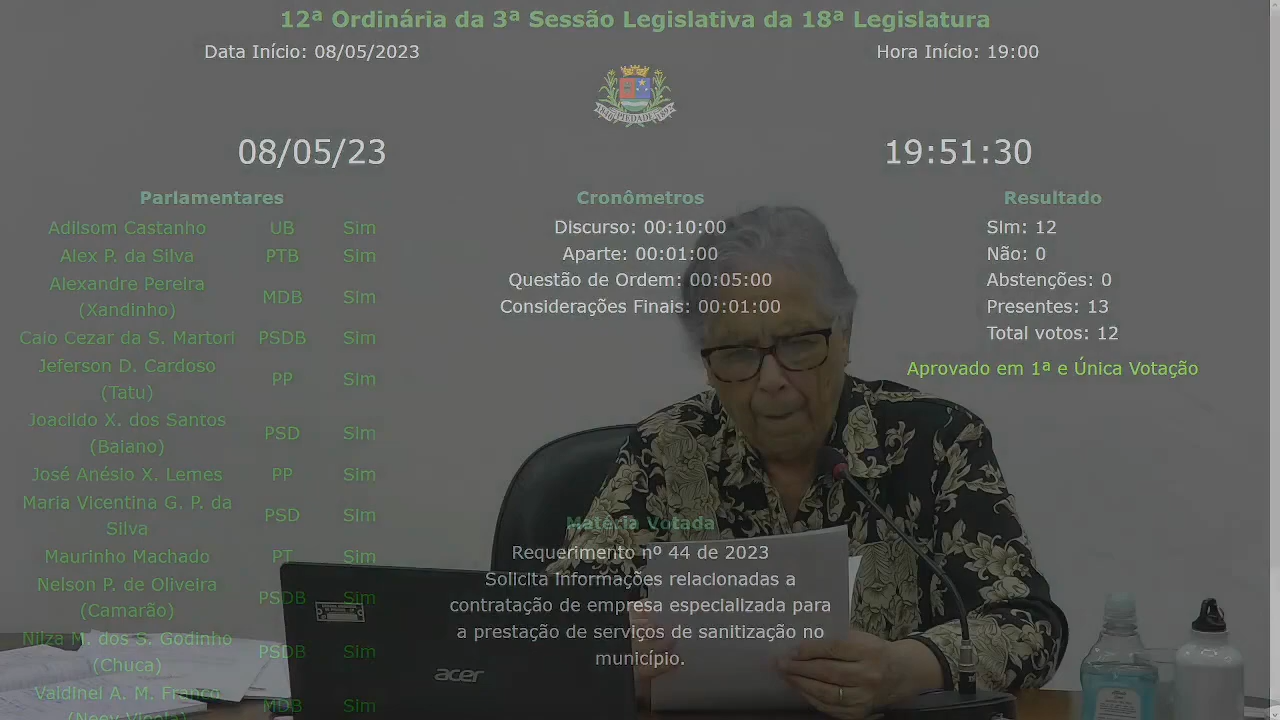 12ª Ordinária da 3ª Sessão Legislativa da 18ª Legislatura
Data Início: 08/05/2023
Hora Início: 19:00
08/05/23
19:51:30
Parlamentares
Adilsom Castanho UB Sim
Alex P. da Silva PTB Sim
Alexandre Pereira
(Xandinho) MDB Sim
Caio Cezar da S. Martori PSDB Sim
Jeferson D. Cardoso
(Tatu) PP Sim
Joacildo X. dos Santos
(Baiano) PSD Sim
José Anésio X. Lemes PP Sim
Maria Vicentina G. P. da
Silva PSD Sim
Maurinho Machado PT Sim
Nelson P. de Oliveira
(Camarão) PSDB Sim
Nilza M. dos S. Godinho
(Chuca) PSDB Sim
Valdinei A. M. Franco
MDB Sim
Cronômetros
Discurso: 00:10:00
Aparte: 00:01:00
Questão de Ordem: 00:05:00
Considerações Finais: 00:01:00
Resultado
Sim: 12
Não: 0
Abstenções: 0
Presentes: 13
Total votos: 12
Aprovado em 1ª e Única Votação
Matéria Votada
Requerimento nº 44 de 2023
Solicita informações relacionadas a
contratação de empresa especializada para
a prestação de serviços de sanitização no
município.
acer